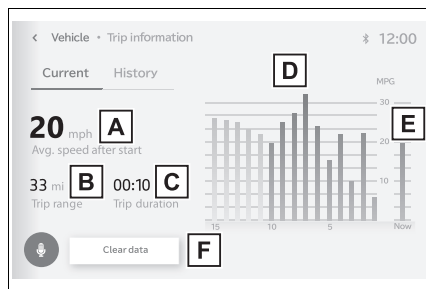 < Vehicle • Trip information 12:00
Current History
D
MPG
20 mph A
Avg. speed after start
30
E
20
33 mi B 00:10 C
Trip range Trip duration
10
15 10 5 Now
Clear data F